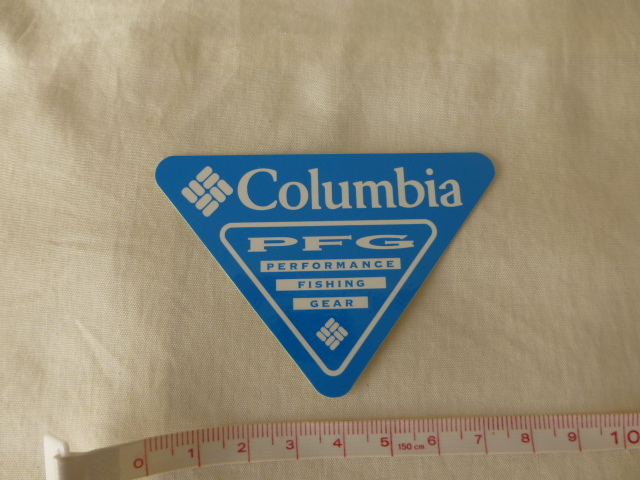 Columbia
PFG
PERFORMANCE
FISHING
GEAR
0 1 2 3 4 5 150cm 6 7 8 9 10